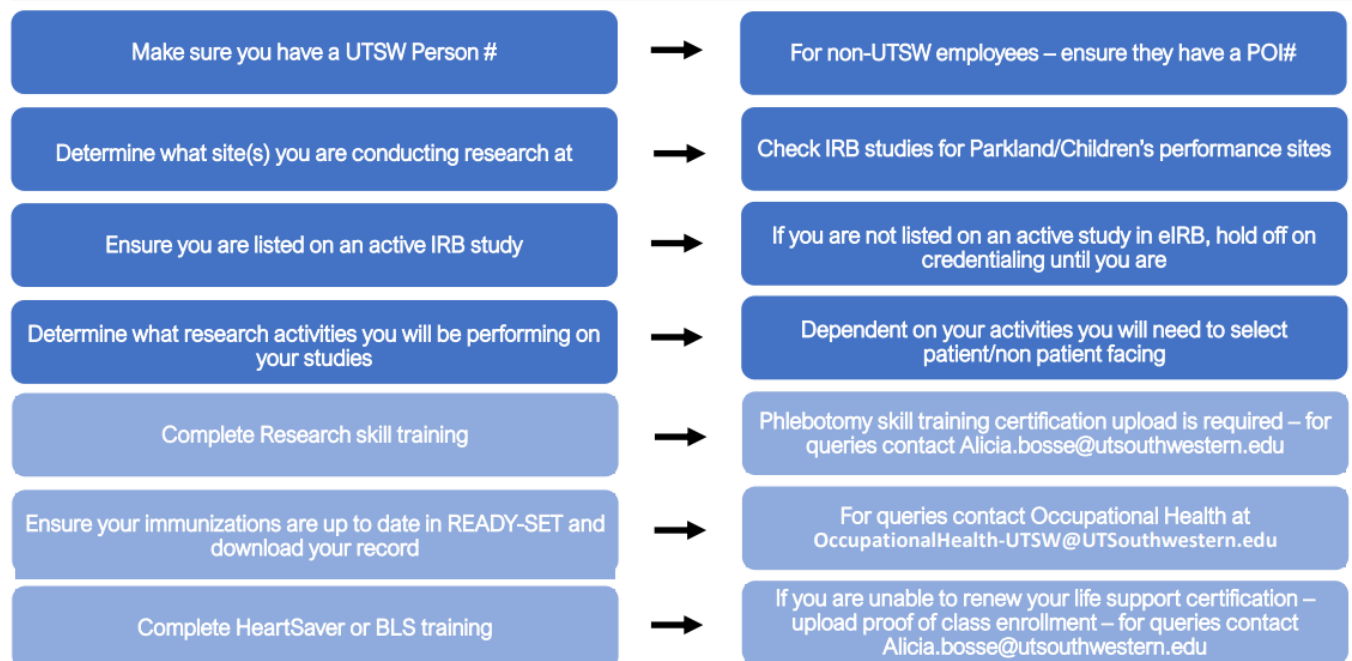 Make sure you have a UTSW Person #
For non-UTSW employees – ensure they have a POI#
Determine what site(s) you are conducting research at
Check IRB studies for Parkland/Children's performance sites
Ensure you are listed on an active IRB study
If you are not listed on an active study in eIRB, hold off on
credentialing until you are
Determine what research activities you will be performing on
your studies
Dependent on your activities you will need to select
patient/non patient facing
Complete Research skill training
Phlebotomy skill training certification upload is required – for
queries contact Alicia.bosse@utsouthwestern.edu
Ensure your immunizations are up to date in READY-SET and
download your record
For queries contact Occupational Health at
OccupationalHealth-UTSW@UTSouthwestern.edu
Complete HeartSaver or BLS training
If you are unable to renew your life support certification –
upload proof of class enrollment – for queries contact
Alicia.bosse@utsouthwestern.edu